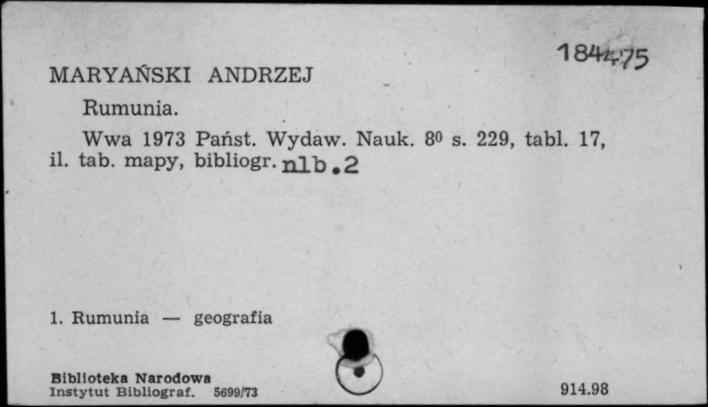 184475
MARYAŃSKI ANDRZEJ
Rumunia.
Wwa 1973 Państ. Wydaw. Nauk. 8⁰ s. 229, tabl. 17,
il. tab. mapy, bibliogr. nlb.2
1. Rumunia — geografia
Biblioteka Narodowa
Instytut Bibliograf. 5699/73
914.98